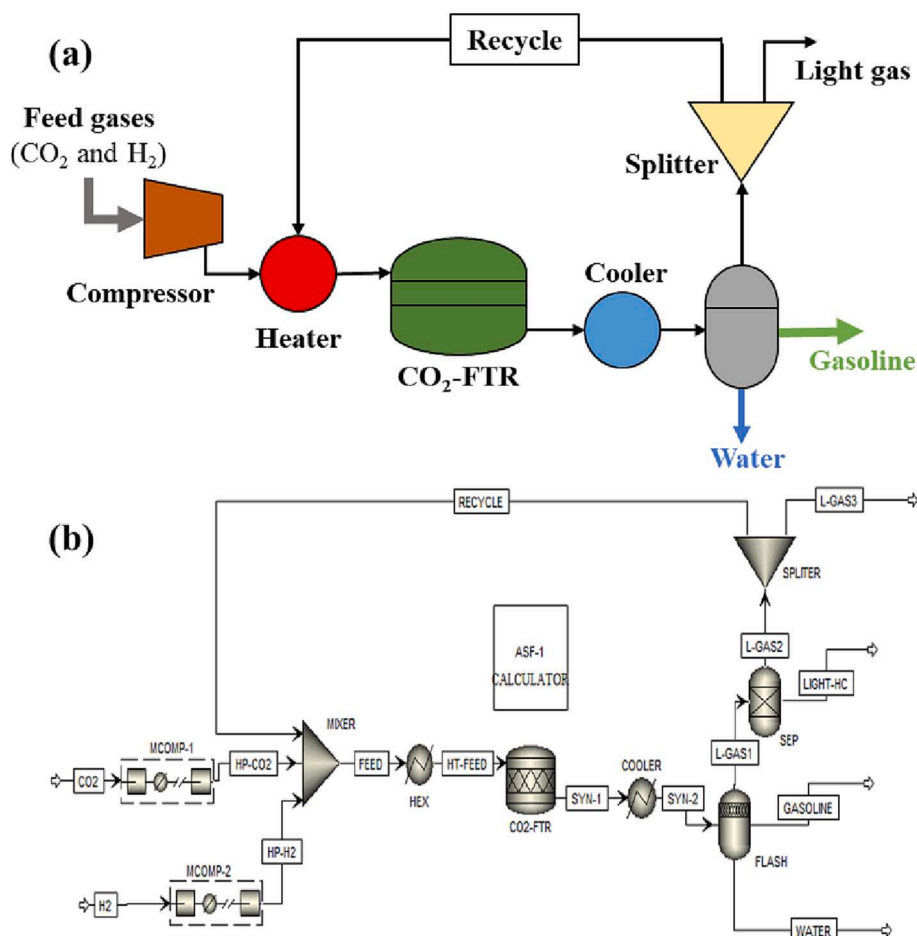 (a)
Recycle
Light gas
Feed gases
(CO₂ and H₂)
Splitter
Compressor
Cooler
Heater
CO₂-FTR
Gasoline
Water
(b)
RECYCLE
L-GAS3
SPLITER
ASF-1
CALCULATOR
L-GAS2
LIGHT-HC
SEP
MIXER
MCOMP-1
HP-CO2
FEED
HT-FEED
L-GAS1
CO2
HEX
COOLER
SYN-1
SYN-2
GASOLINE
CO2-FTR
HP-H2
FLASH
MCOMP-2
H2
WATER